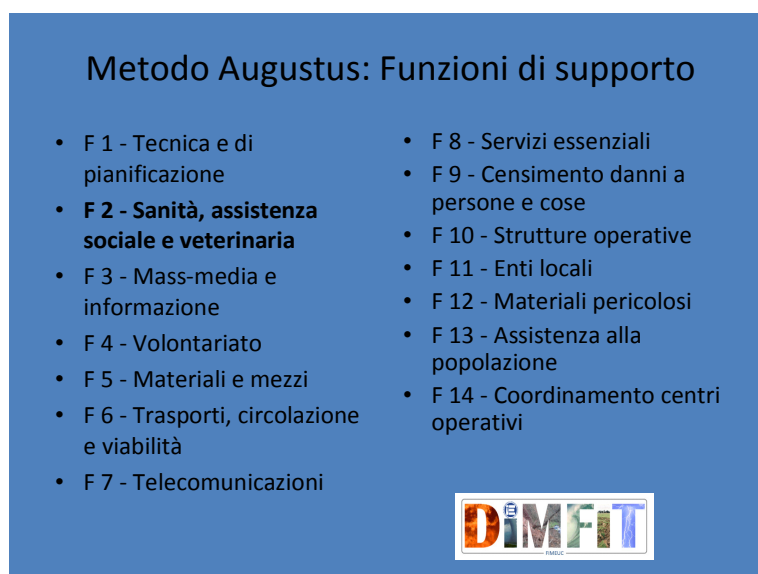 Metodo Augustus: Funzioni di supporto
• F 1 - Tecnica e di
pianificazione
• F 2 - Sanità, assistenza
sociale e veterinaria
• F 3 - Mass-media e
informazione
• F 4 - Volontariato
• F 5 - Materiali e mezzi
• F 6 - Trasporti, circolazione
e viabilità
• F 7 - Telecomunicazioni
• F 8 - Servizi essenziali
• F 9 - Censimento danni a
persone e cose
• F 10 - Strutture operative
• F 11 - Enti locali
• F 12 - Materiali pericolosi
• F 13 - Assistenza alla
popolazione
• F 14 - Coordinamento centri
operativi
DiMFiT
FIMEUC